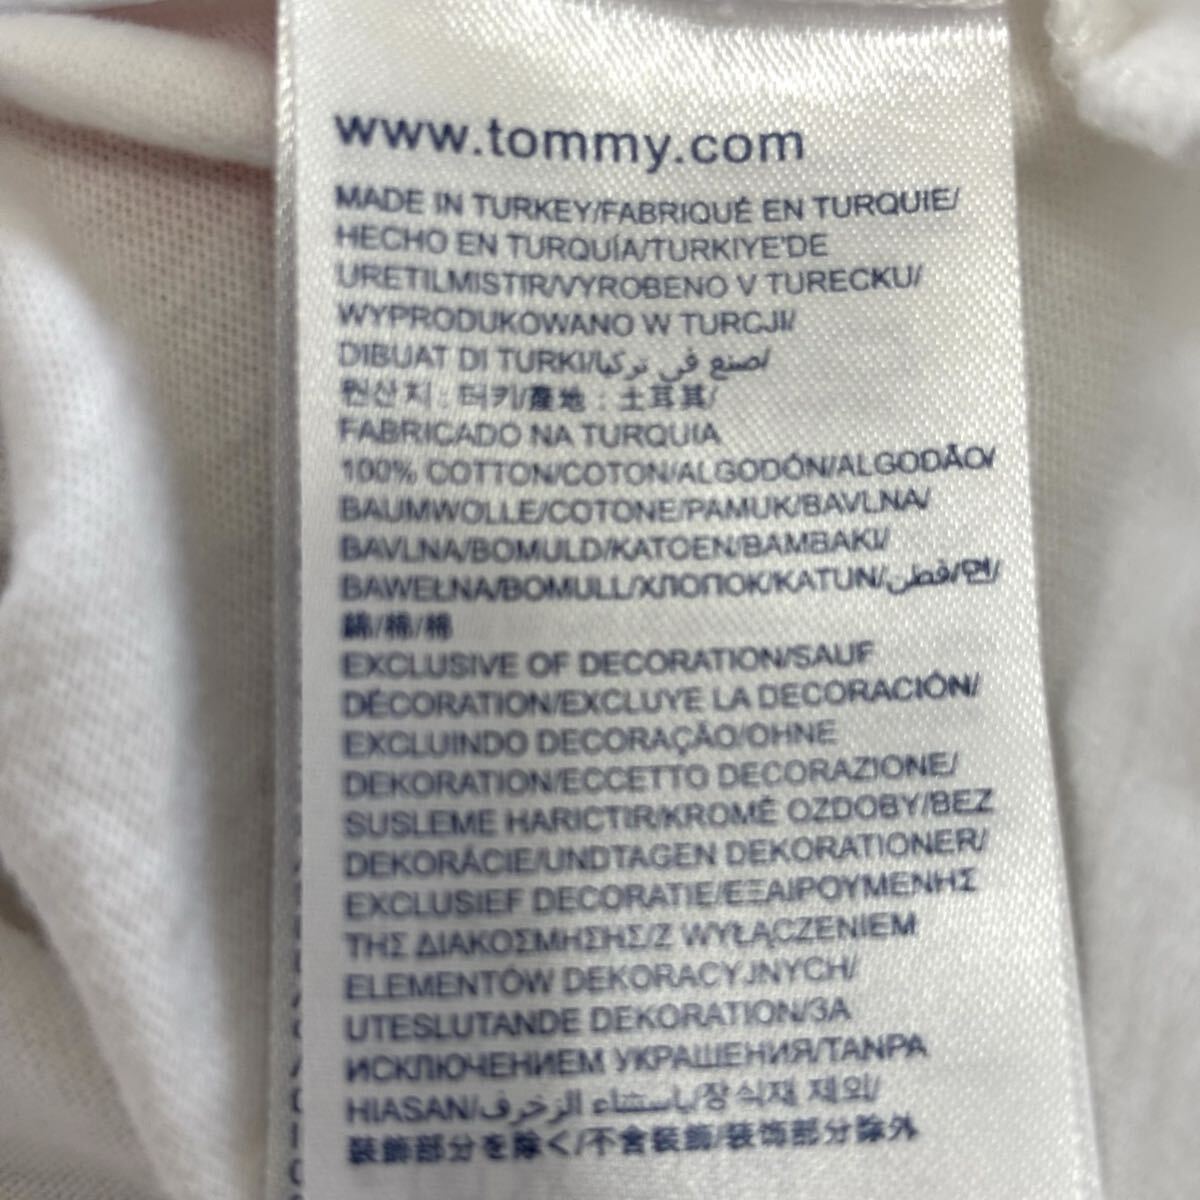 www.tommy.com
MADE IN TURKEY/FABRIQUÉ EN TURQUIE/
HECHO EN TURQUÍA/TURKIYE'DE
URETILMISTIR/VYROBENO V TURECKU/
WYPRODUKOWANO W TURCJI/
DIBUAT DI TURKI/صنع في تركيا/
원산지 : 터키/產地 : 土耳其/
FABRICADO NA TURQUIA
100% COTTON/COTON/ALGODÓN/ALGODÃO/
BAUMWOLLE/COTONE/PAMUK/BAVLNA/
BAVLNA/BOMULD/KATOEN/BAMBAKI/
BAWEŁNA/BOMULL/ХЛОПОК/KATUN/قطن/면/
綿/棉/棉
EXCLUSIVE OF DECORATION/SAUF
DÉCORATION/EXCLUYE LA DECORACIÓN/
EXCLUINDO DECORAÇÃO/OHNE
DEKORATION/ECCETTO DECORAZIONE/
SUSLEME HARICTIR/KROMĚ OZDOBY/BEZ
DEKORÁCIE/UNDTAGEN DEKORATIONER/
EXCLUSIEF DECORATIE/ΕΞΑΙΡΟΥΜΕΝΗΣ
ΤΗΣ ΔΙΑΚΟΣΜΗΣΗΣ/Z WYŁĄCZENIEM
ELEMENTÓW DEKORACYJNYCH/
UTESLUTANDE DEKORATION/ЗА
ИСКЛЮЧЕНИЕМ УКРАШЕНИЯ/TANPA
HIASAN/باستثناء الزخرف/장식재 제외/
装飾部分を除く/不含裝飾/装饰部分除外